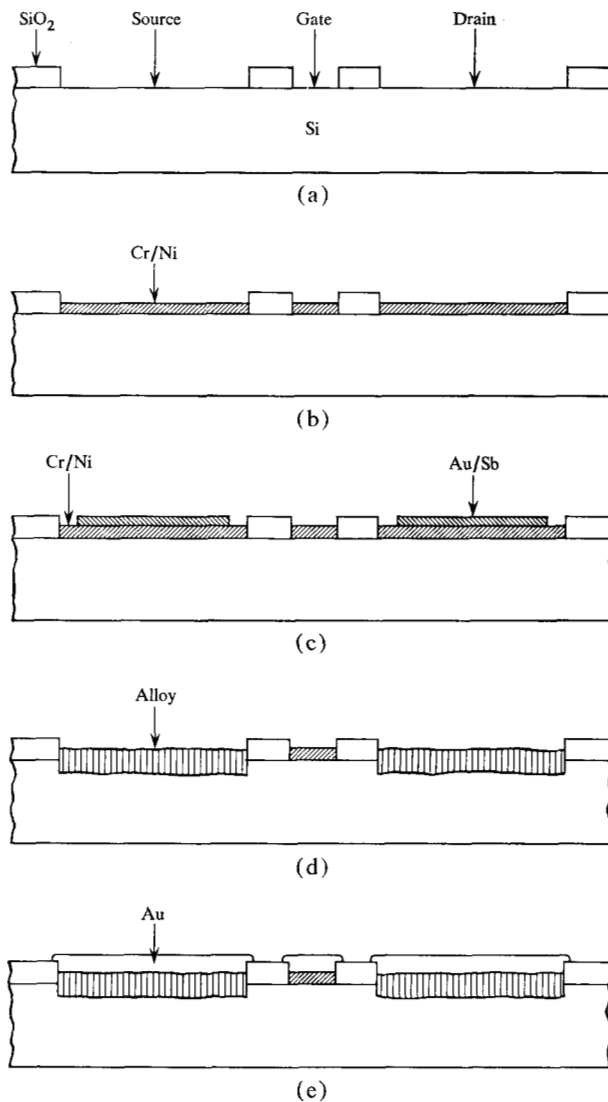 SiO₂ Source Gate Drain
Si
(a)
Cr/Ni
(b)
Cr/Ni Au/Sb
(c)
Alloy
(d)
Au
(e)